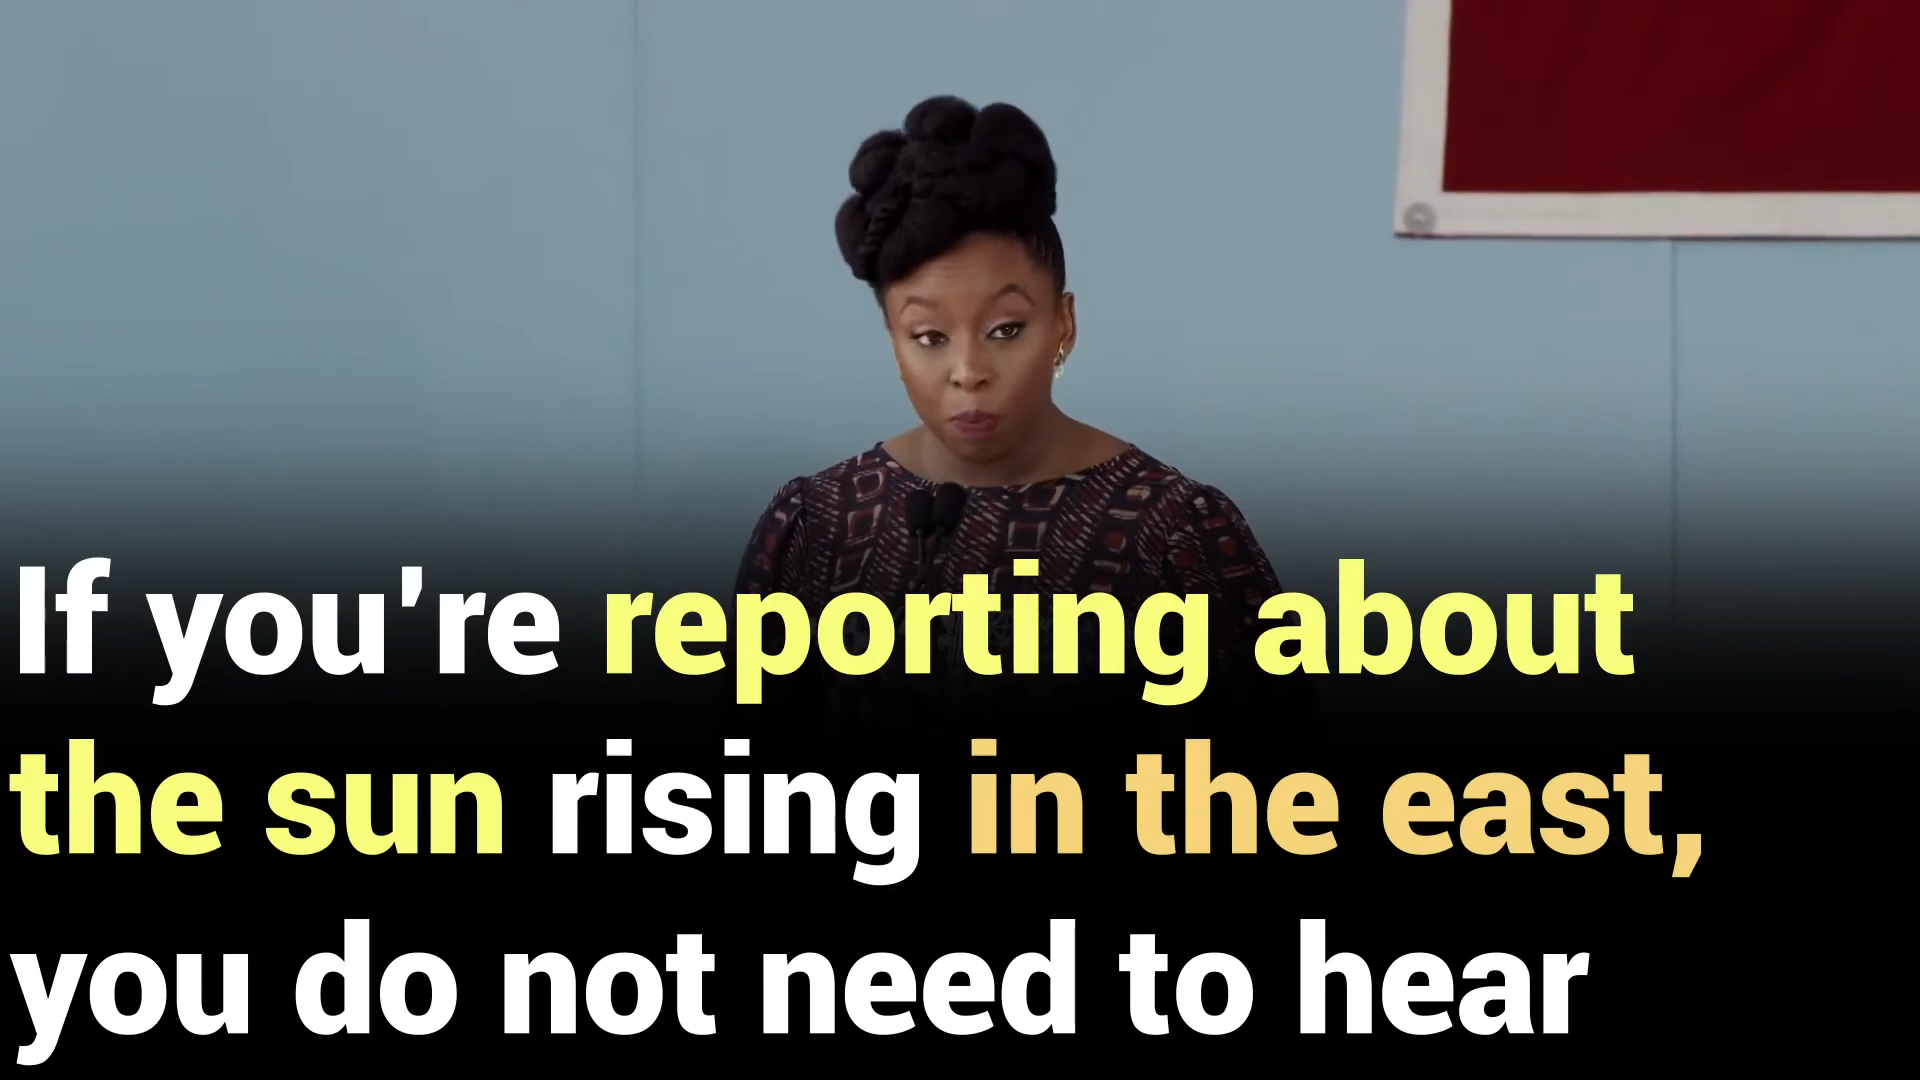 If you're reporting about
the sun rising in the east,
you do not need to hear